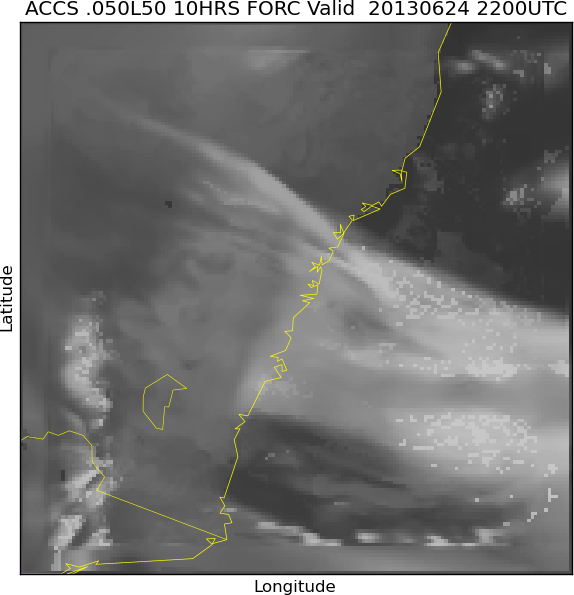 ACCS .050L50 10HRS FORC Valid  20130624 2200UTC
Latitude
Longitude